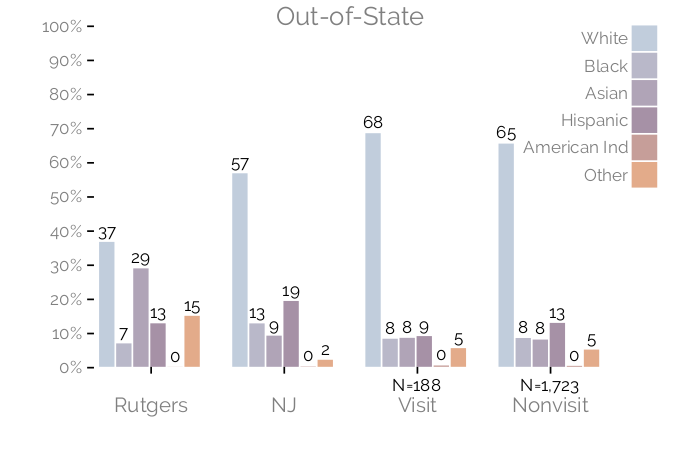 Out-of-State
100%
90%
80%
70%
60%
50%
40%
30%
20%
10%
0%
White
Black
Asian
Hispanic
American Ind
Other
37
7
29
13
0
15
57
13
9
19
0
2
68
8
8
9
0
5
65
8
8
13
0
5
N=188
N=1,723
Rutgers
NJ
Visit
Nonvisit